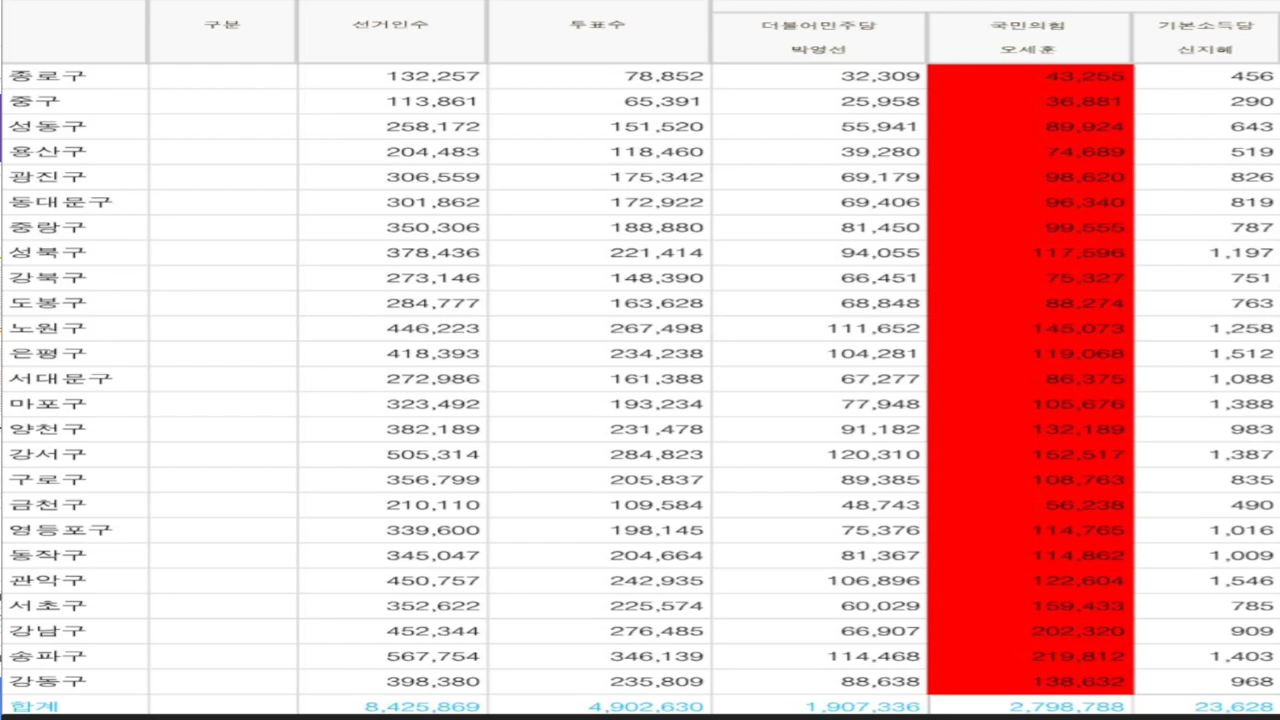 구분 선거인수 투표수 더불어민주당 국민의힘 기본소득당
박영선 오세훈 신지혜
종로구 132,257 78,852 32,309 43,255 456
중구 113,861 65,391 25,958 36,881 290
성동구 258,172 151,520 55,941 89,924 643
용산구 204,483 118,460 39,280 74,689 519
광진구 306,559 175,342 69,179 98,620 826
동대문구 301,862 172,922 69,406 96,340 819
중랑구 350,306 188,880 81,450 99,555 787
성북구 378,436 221,414 94,055 117,596 1,197
강북구 273,146 148,390 66,451 75,327 751
도봉구 284,777 163,628 68,848 88,274 763
노원구 446,223 267,498 111,652 145,073 1,258
은평구 418,393 234,238 104,281 119,068 1,512
서대문구 272,986 161,388 67,277 86,375 1,088
마포구 323,492 193,234 77,948 105,676 1,388
양천구 382,189 231,478 91,182 132,189 983
강서구 505,314 284,823 120,310 152,517 1,387
구로구 356,799 205,837 89,385 108,763 835
금천구 210,110 109,584 48,743 56,238 490
영등포구 339,600 198,145 75,376 114,765 1,016
동작구 345,047 204,664 81,367 114,862 1,009
관악구 450,757 242,935 106,896 122,604 1,546
서초구 352,622 225,574 60,029 159,433 785
강남구 452,344 276,485 66,907 202,320 909
송파구 567,754 346,139 114,468 219,812 1,403
강동구 398,380 235,809 88,638 138,632 968
합계 8,425,869 4,902,630 1,907,336 2,798,788 23,628